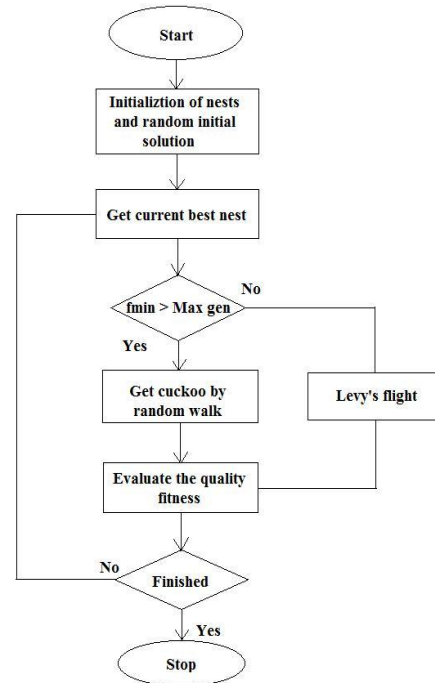 Start
Initializtion of nests
and random initial
solution
Get current best nest
fmin > Max gen
No
Yes
Get cuckoo by
random walk
Levy's flight
Evaluate the quality
fitness
No
Finished
Yes
Stop